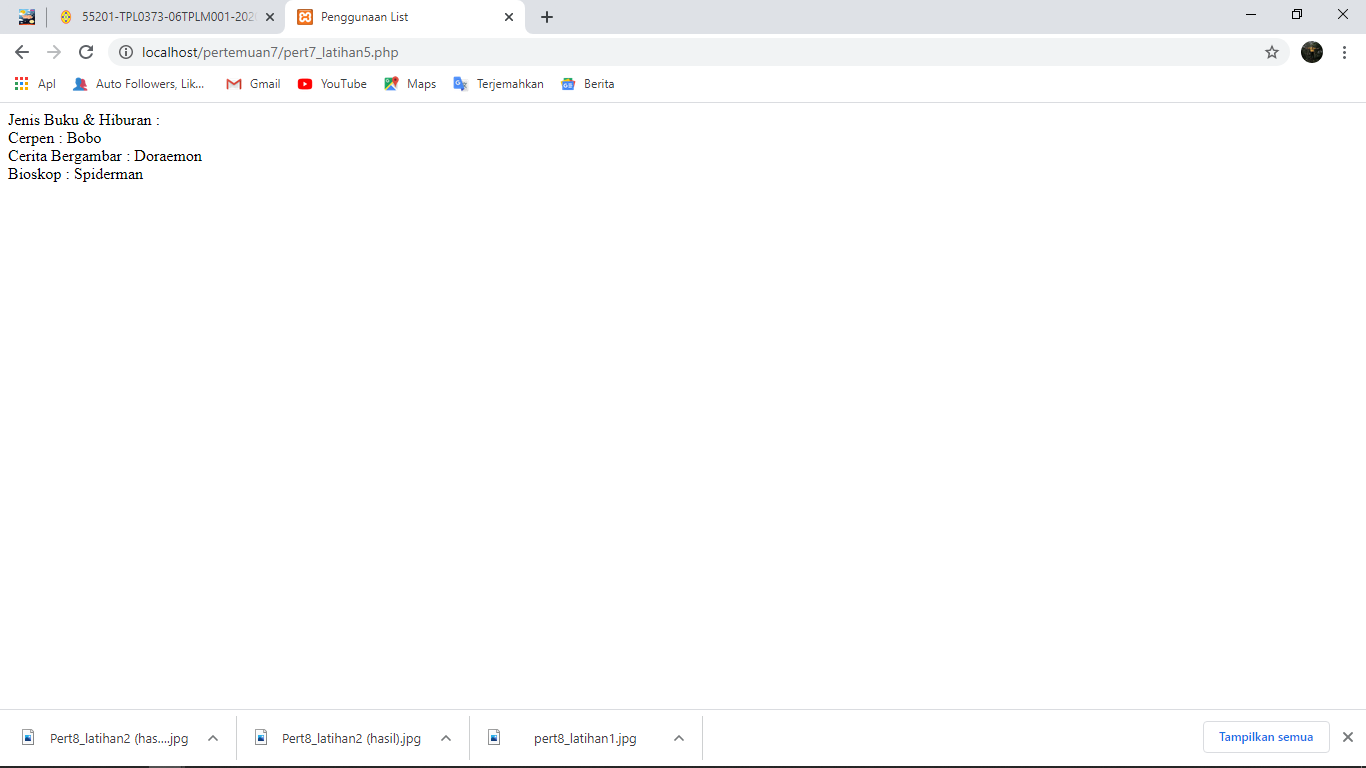 55201-TPL0373-06TPLM001-202
Penggunaan List
localhost/pertemuan7/pert7_latihan5.php
Apl
Auto Followers, Lik...
Gmail
YouTube
Maps
Terjemahkan
Berita
Jenis Buku & Hiburan :
Cerpen : Bobo
Cerita Bergambar : Doraemon
Bioskop : Spiderman
Pert8_latihan2 (has....jpg
Pert8_latihan2 (hasil).jpg
pert8_latihan1.jpg
Tampilkan semua